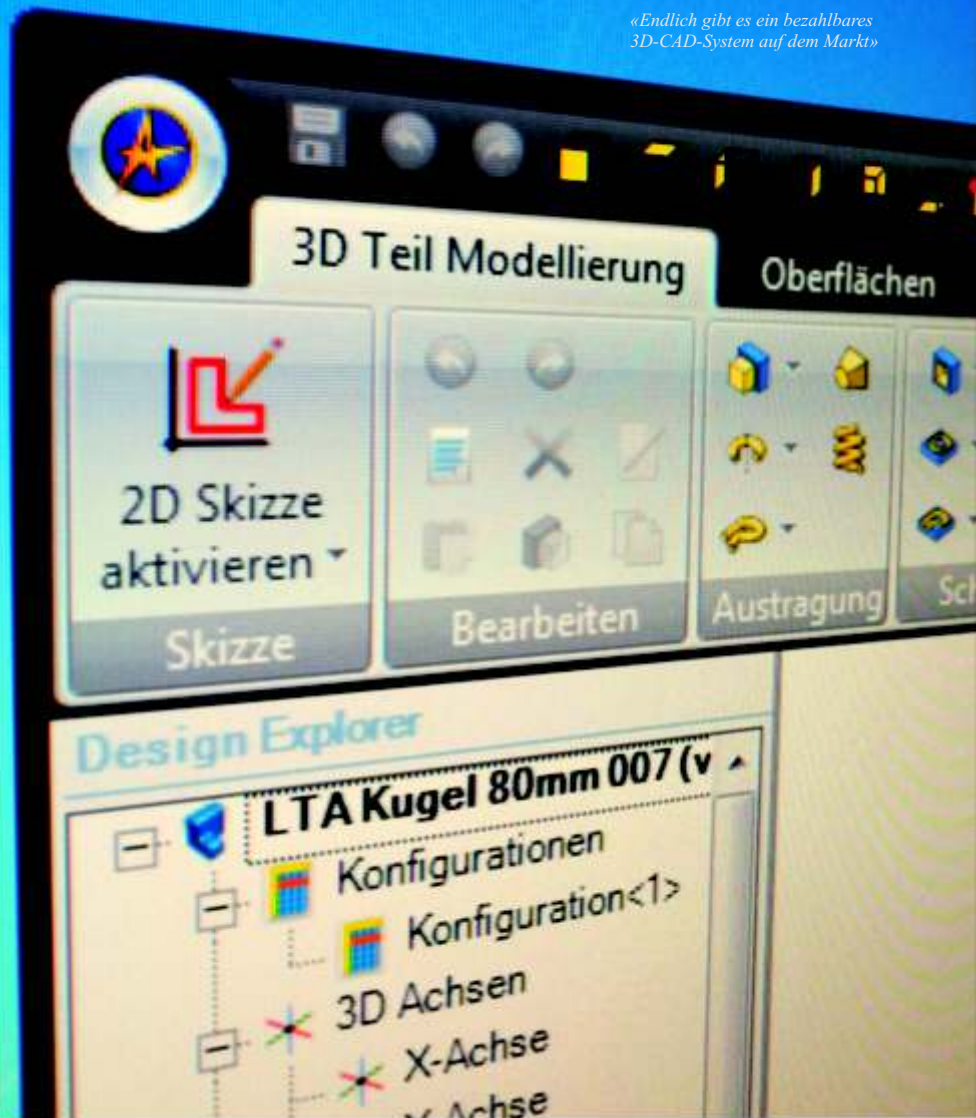 «Endlich gibt es ein bezahlbares
3D-CAD-System auf dem Markt»
3D Teil Modellierung
Oberflächen
2D Skizze
aktivieren
Skizze
Bearbeiten
Austragung
Design Explorer
LTA Kugel 80mm 007 (v
Konfigurationen
Konfiguration<1>
3D Achsen
X-Achse